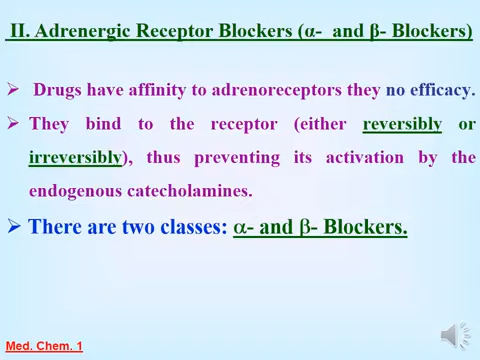 II. Adrenergic Receptor Blockers (α- and β- Blockers)
➢ Drugs have affinity to adrenoreceptors they no efficacy.
➢ They bind to the receptor (either reversibly or
irreversibly), thus preventing its activation by the
endogenous catecholamines.
➢ There are two classes: α- and β- Blockers.
Med. Chem. 1